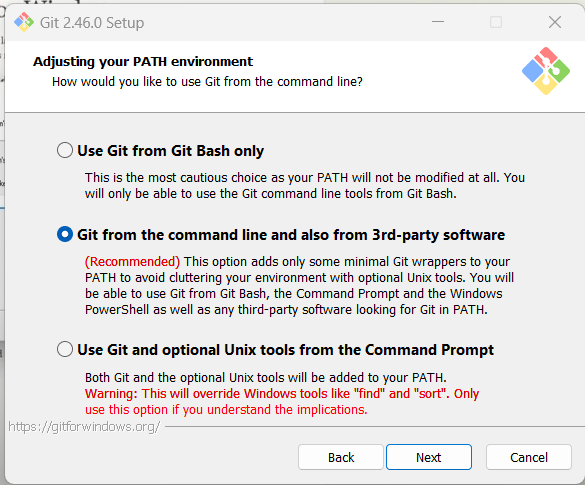 Git 2.46.0 Setup
Adjusting your PATH environment
How would you like to use Git from the command line?
Use Git from Git Bash only
This is the most cautious choice as your PATH will not be modified at all. You
will only be able to use the Git command line tools from Git Bash.
Git from the command line and also from 3rd-party software
(Recommended) This option adds only some minimal Git wrappers to your
PATH to avoid cluttering your environment with optional Unix tools. You will
be able to use Git from Git Bash, the Command Prompt and the Windows
PowerShell as well as any third-party software looking for Git in PATH.
Use Git and optional Unix tools from the Command Prompt
Both Git and the optional Unix tools will be added to your PATH.
Warning: This will override Windows tools like "find" and "sort". Only
use this option if you understand the implications.
https://gitforwindows.org/
Back
Next
Cancel